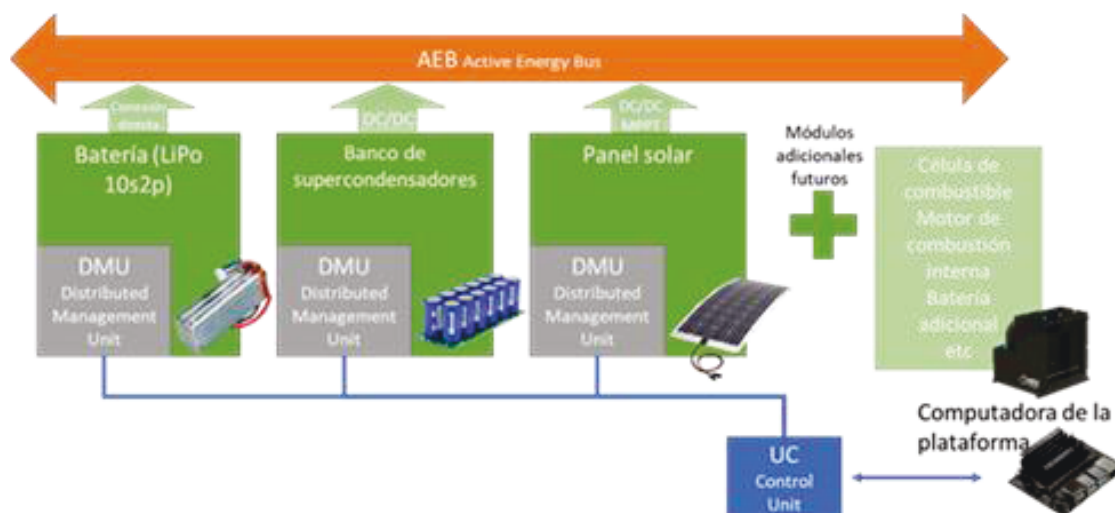 AEB Active Energy Bus
Conexión
directa
DC/DC
DC/DC
MPPT
Batería (LiPo
10s2p)
Banco de
supercondensadores
Panel solar
Módulos
adicionales
futuros
Célula de
combustible
Motor de
combustión
interna
Batería
adicional
etc
DMU
Distributed
Management
Unit
DMU
Distributed
Management
Unit
DMU
Distributed
Management
Unit
Computadora de la
plataforma
UC
Control
Unit